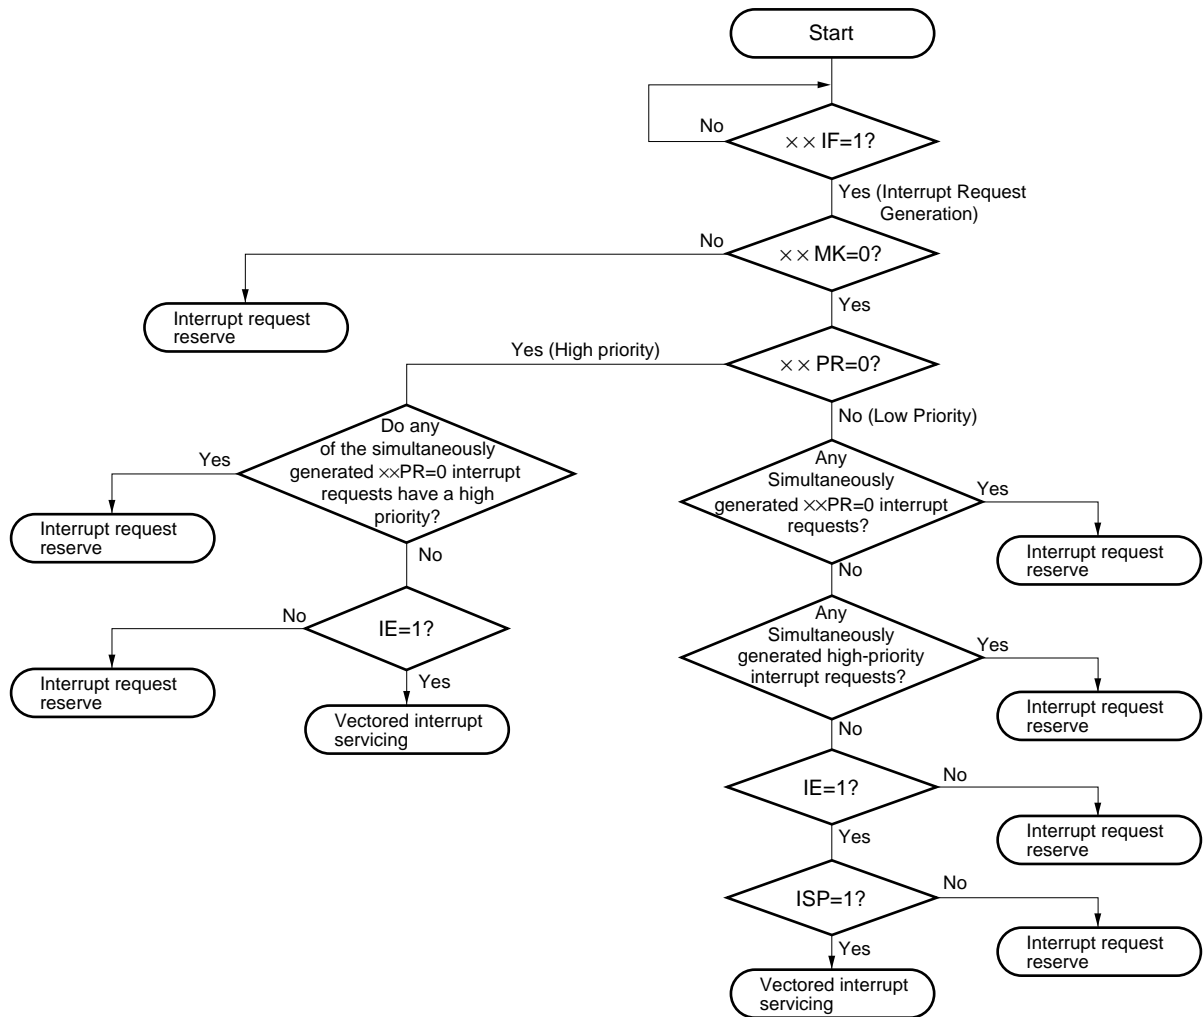 Start
No
×× IF=1?
Yes (Interrupt Request
Generation)
No
×× MK=0?
Interrupt request
reserve
Yes
Yes (High priority)
×× PR=0?
No (Low Priority)
Do any
of the simultaneously
generated ××PR=0 interrupt
requests have a high
priority?
Yes
Interrupt request
reserve
No
Any
Simultaneously
generated ××PR=0 interrupt
requests?
Yes
Interrupt request
reserve
No
No
IE=1?
Interrupt request
reserve
Yes
Vectored interrupt
servicing
Any
Simultaneously
generated high-priority
interrupt requests?
Yes
Interrupt request
reserve
No
IE=1?
No
Interrupt request
reserve
Yes
ISP=1?
No
Interrupt request
reserve
Yes
Vectored interrupt
servicing